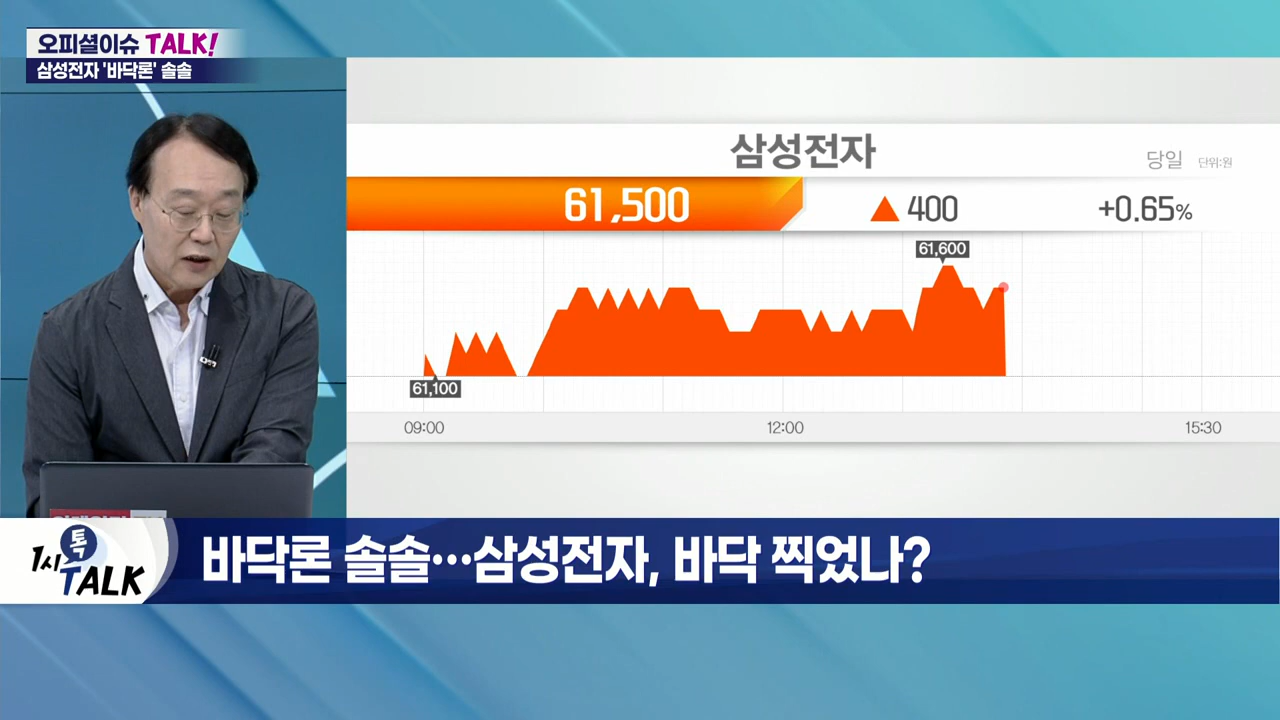 오피셜이슈 TALK!
삼성전자 '바닥론' 솔솔
삼성전자
당일 단위:원
61,500 ▲ 400 +0.65%
61,600
61,100
09:00 12:00 15:30
1시 톡 TALK
바닥론 솔솔…삼성전자, 바닥 찍었나?